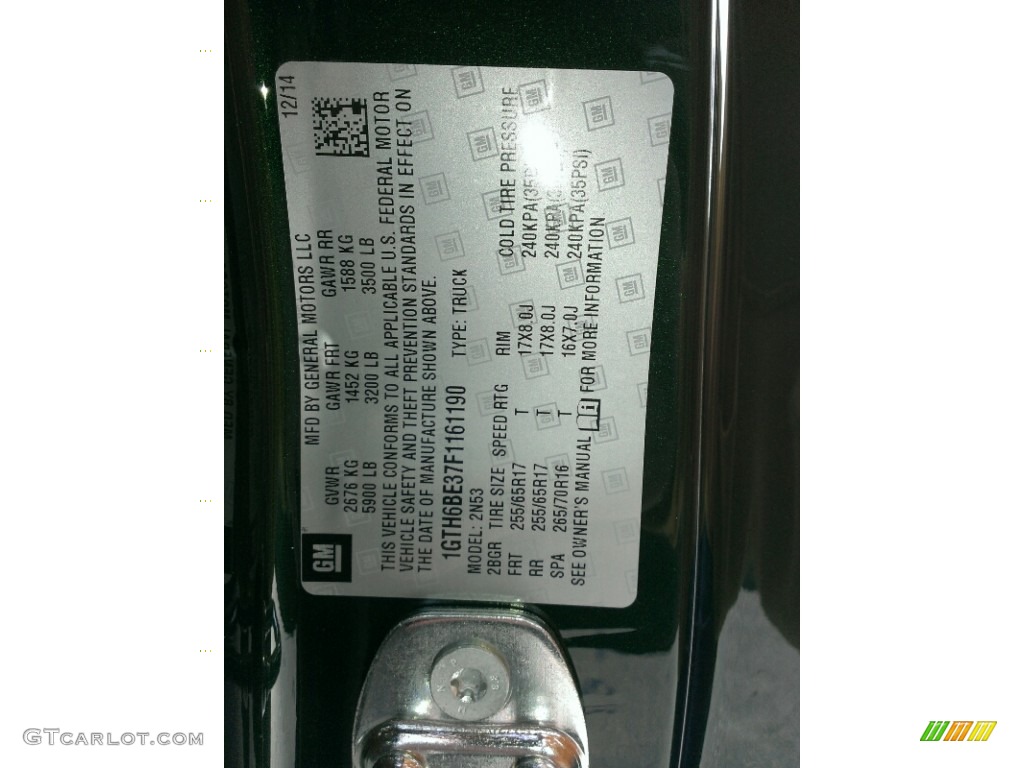 12/14
MFD BY GENERAL MOTORS LLC
GVWR GAWR FRT GAWR RR
2676 KG 1452 KG 1588 KG
5900 LB 3200 LB 3500 LB
THIS VEHICLE CONFORMS TO ALL APPLICABLE U.S. FEDERAL MOTOR
VEHICLE SAFETY AND THEFT PREVENTION STANDARDS IN EFFECT ON
THE DATE OF MANUFACTURE SHOWN ABOVE.
1GTH6BE37F1161190 TYPE: TRUCK
MODEL: 2N53
2BGR TIRE SIZE SPEED RTG RIM COLD TIRE PRESSURE
FRT 255/65R17 T 17X8.0J 240KPA(35
RR 255/65R17 T 17X8.0J 240KPA
SPA 265/70R16 T 16X7.0J 240KPA(35PSI)
SEE OWNER'S MANUAL FOR MORE INFORMATION
GM
GTCARLOT.COM